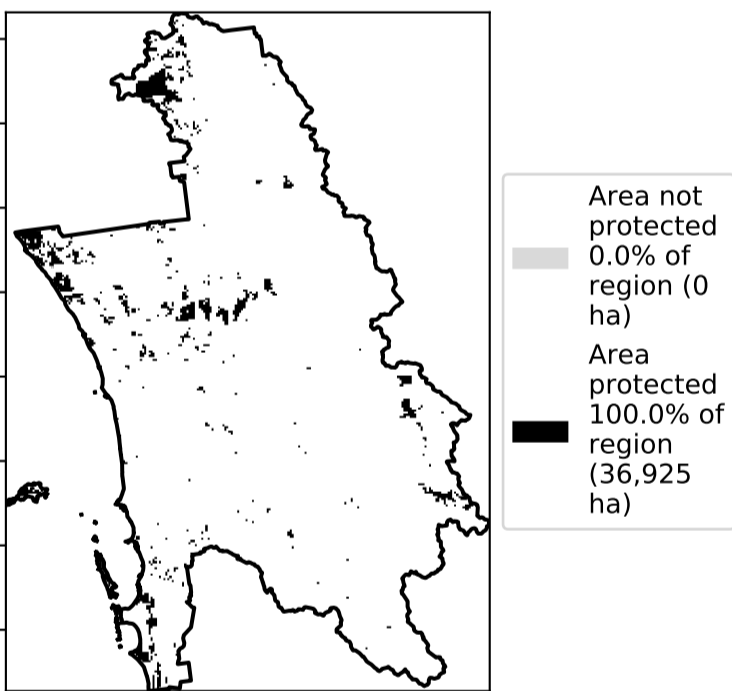 Area not
protected
0.0% of
region (0
ha)
Area
protected
100.0% of
region
(36,925
ha)